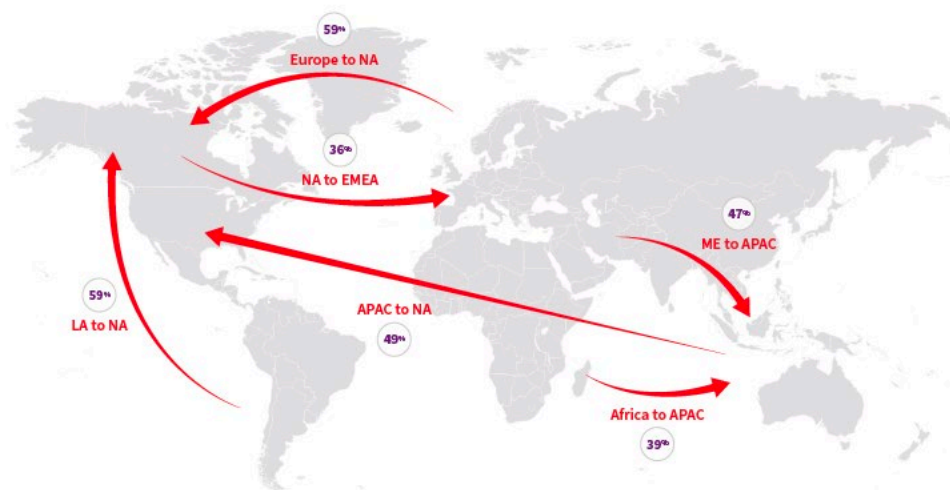 59%
Europe to NA
36%
NA to EMEA
47%
ME to APAC
59%
LA to NA
APAC to NA
49%
Africa to APAC
39%